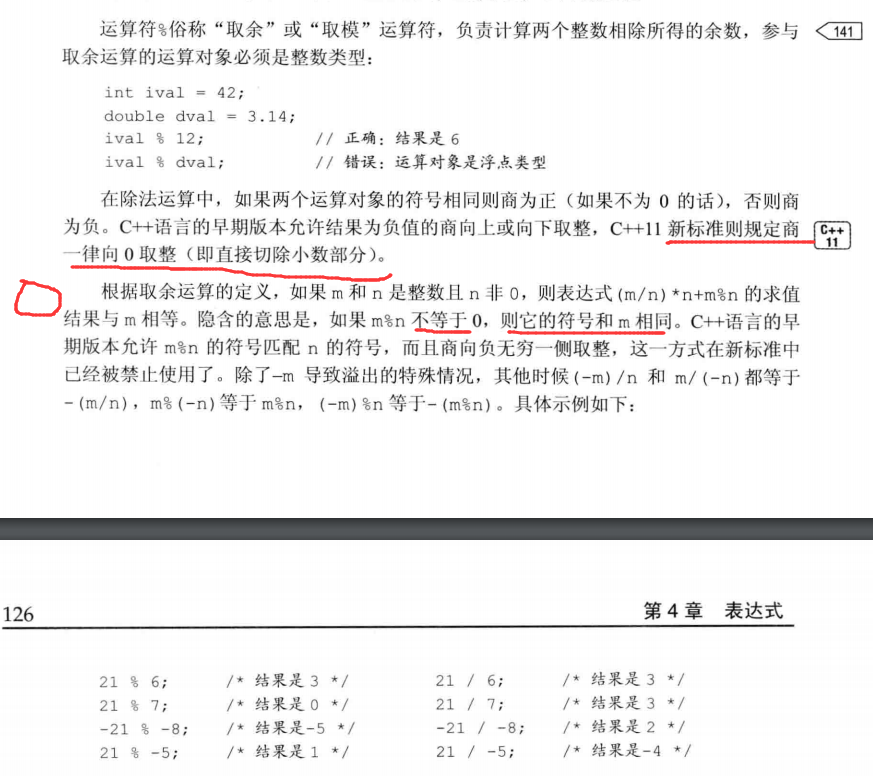 运算符%俗称“取余”或“取模”运算符，负责计算两个整数相除所得的余数，参与 141
取余运算的运算对象必须是整数类型：
int ival = 42;
double dval = 3.14;
ival % 12; // 正确：结果是 6
ival % dval; // 错误：运算对象是浮点类型
在除法运算中，如果两个运算对象的符号相同则商为正（如果不为 0 的话），否则商
为负。C++语言的早期版本允许结果为负值的商向上或向下取整，C++11 新标准则规定商 C++ 11
一律向 0 取整（即直接切除小数部分）。
根据取余运算的定义，如果 m 和 n 是整数且 n 非 0，则表达式(m/n)*n+m%n 的求值
结果与 m 相等。隐含的意思是，如果 m%n 不等于 0，则它的符号和 m 相同。C++语言的早
期版本允许 m%n 的符号匹配 n 的符号，而且商向负无穷一侧取整，这一方式在新标准中
已经被禁止使用了。除了–m 导致溢出的特殊情况，其他时候(-m)/n 和 m/(-n)都等于
-(m/n)，m%(-n)等于 m%n，(-m)%n 等于-(m%n)。具体示例如下：
126 第 4 章 表达式
21 % 6; /* 结果是 3 */ 21 / 6; /* 结果是 3 */
21 % 7; /* 结果是 0 */ 21 / 7; /* 结果是 3 */
-21 % -8; /* 结果是-5 */ -21 / -8; /* 结果是 2 */
21 % -5; /* 结果是 1 */ 21 / -5; /* 结果是-4 */